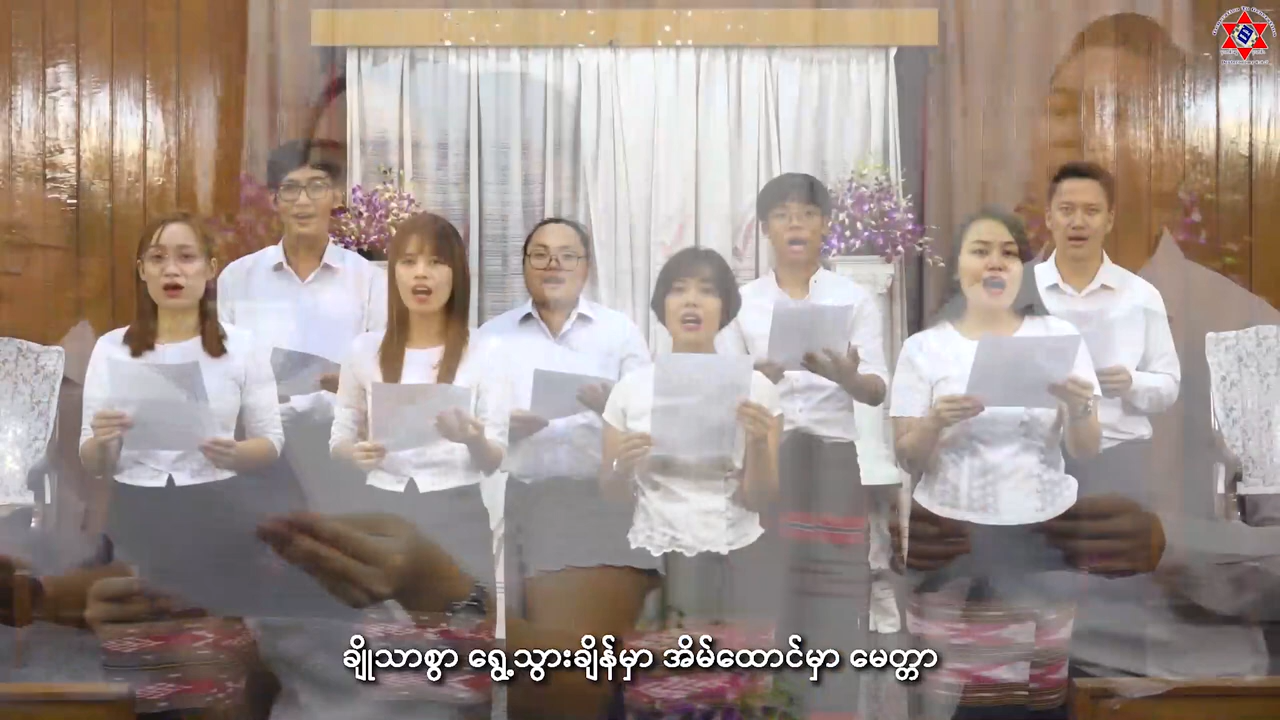 ချိုသာစွာ ရွေ့သွားချိန်မှာ အိမ်ထောင်မှာ မေတ္တာ